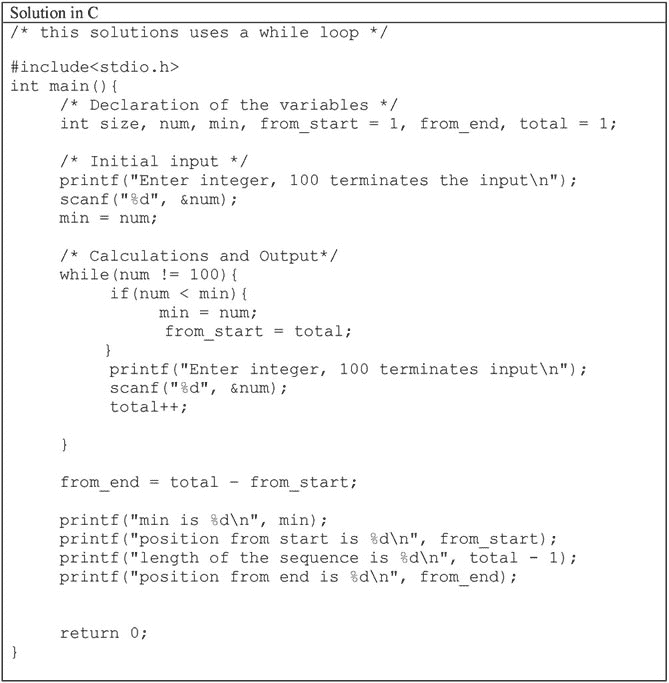 Solution in C
/* this solutions uses a while loop */
#include<stdio.h>
int main(){
/* Declaration of the variables */
int size, num, min, from_start = 1, from_end, total = 1;
/* Initial input */
printf("Enter integer, 100 terminates the input\n");
scanf("%d", &num);
min = num;
/* Calculations and Output*/
while(num != 100){
if(num < min){
min = num;
from_start = total;
}
printf("Enter integer, 100 terminates input\n");
scanf("%d", &num);
total++;
}
from_end = total – from_start;
printf("min is %d\n", min);
printf("position from start is %d\n", from_start);
printf("length of the sequence is %d\n", total - 1);
printf("position from end is %d\n", from_end);
return 0;
}